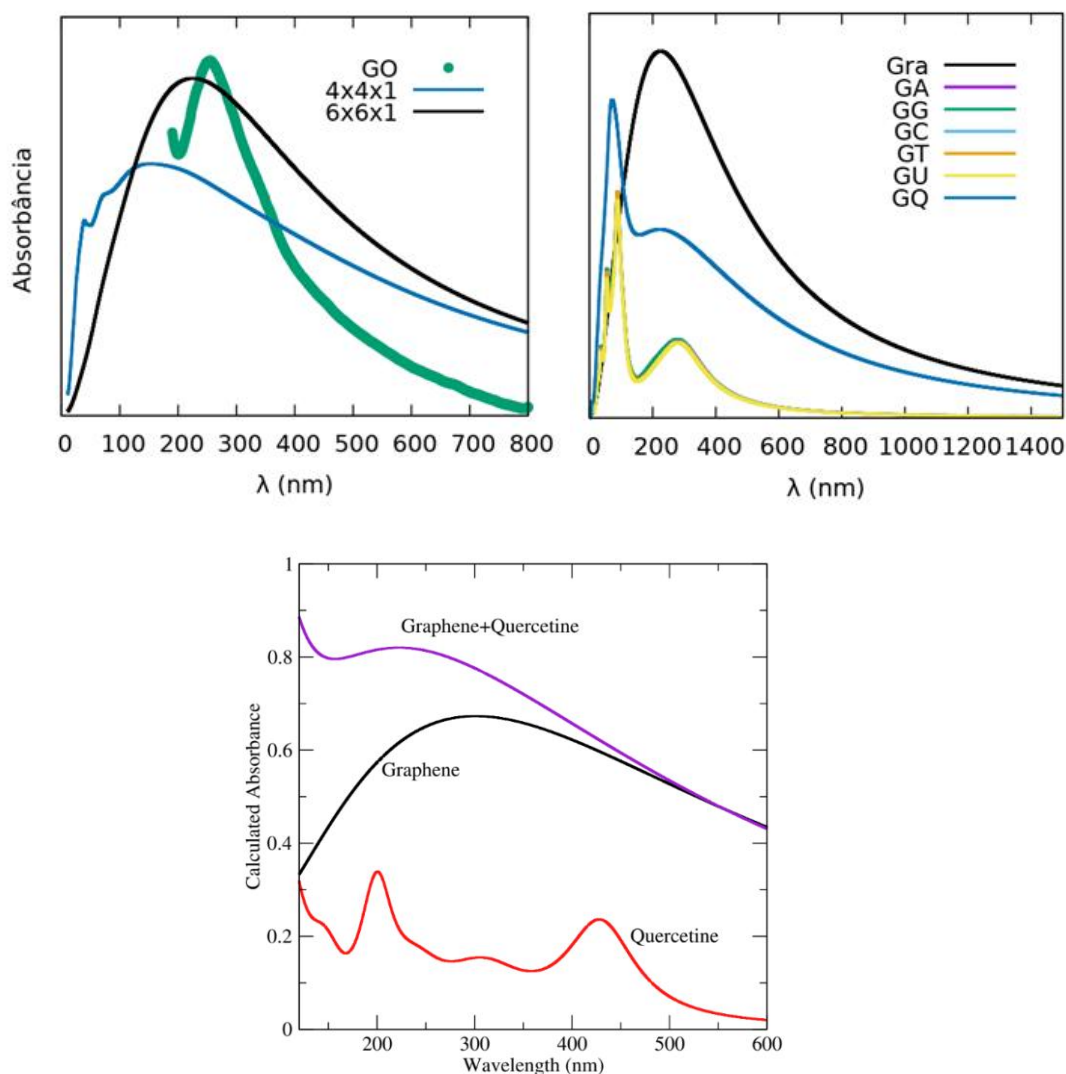 Absorbância
GO
4x4x1
6x6x1
0 100 200 300 400 500 600 700 800
λ (nm)
Gra
GA
GG
GC
GT
GU
GQ
0 200 400 600 800 1000 1200 1400
λ (nm)
Calculated Absorbance
1
0.8
0.6
0.4
0.2
0
Graphene+Quercetine
Graphene
Quercetine
200 300 400 500 600
Wavelength (nm)